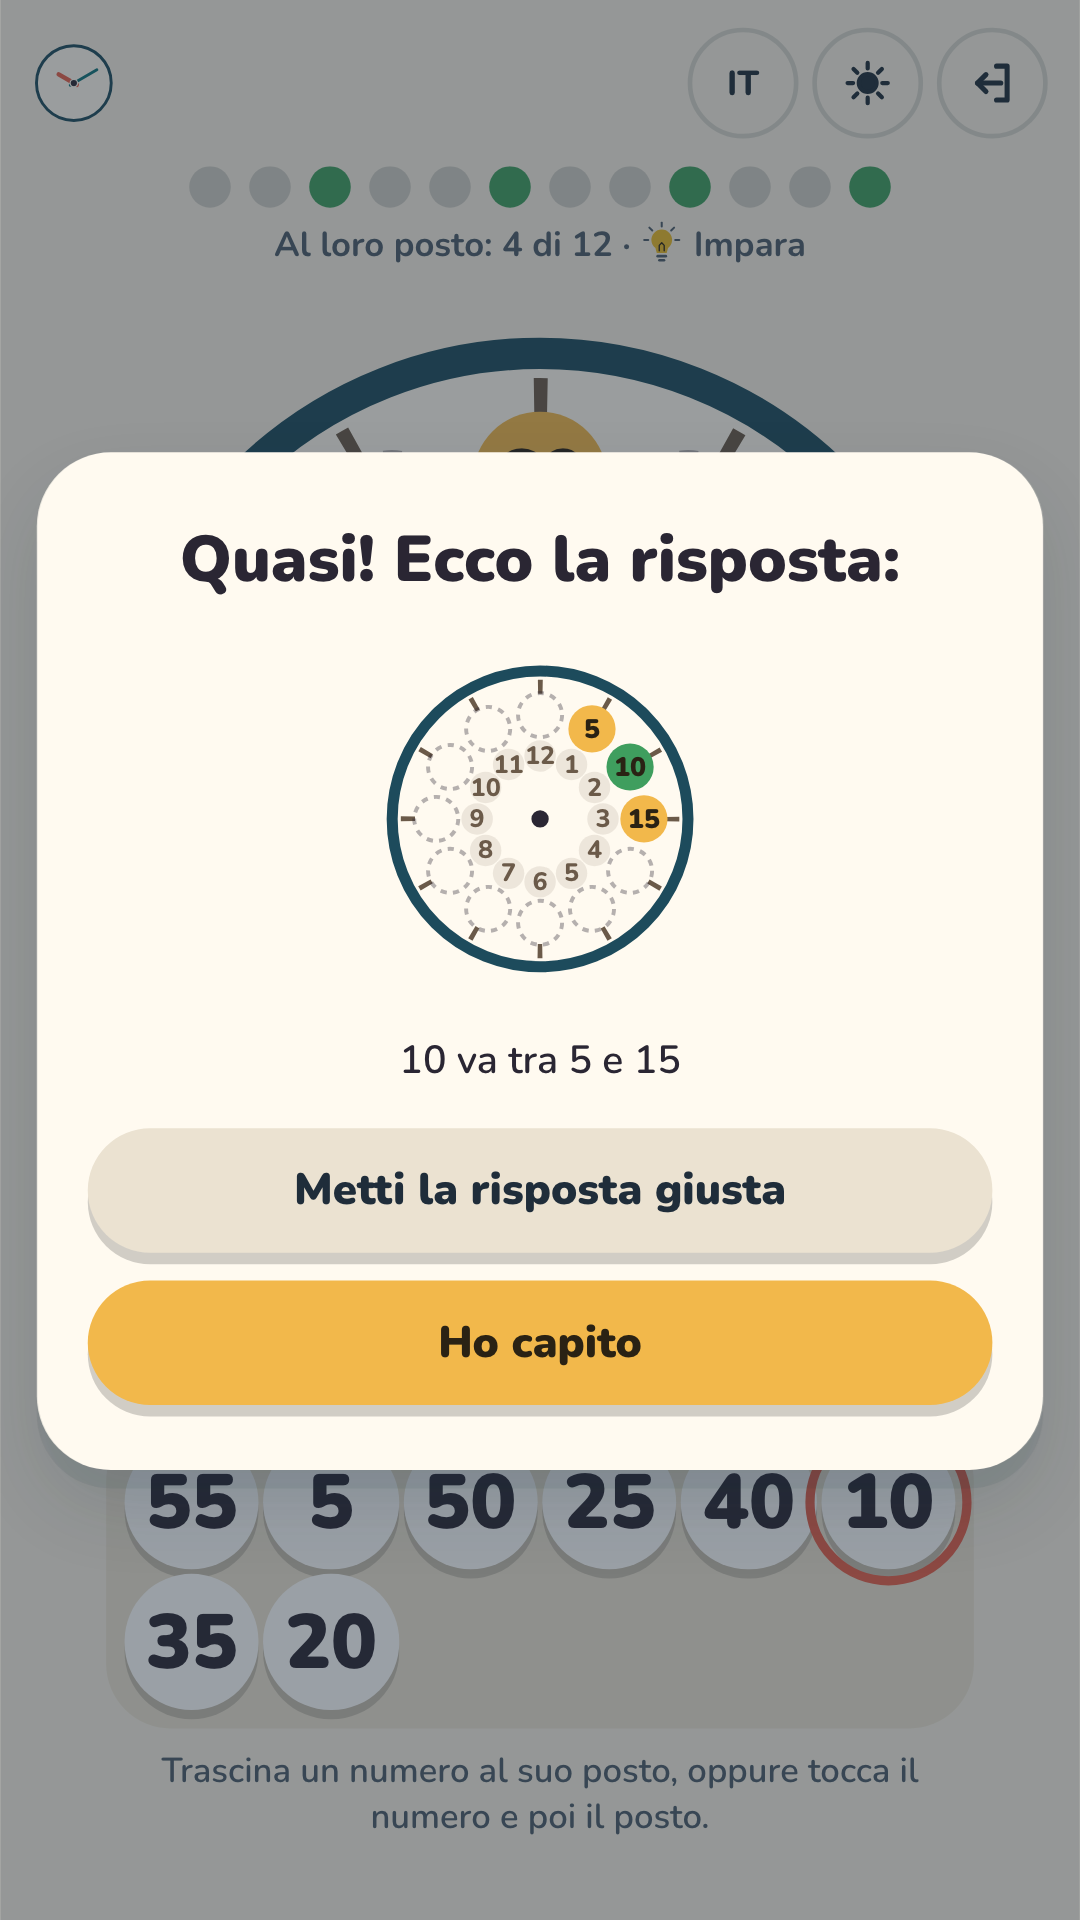 IT
Al loro posto: 4 di 12 · Impara
Quasi! Ecco la risposta:
5
10
15
12
1
2
3
4
5
6
7
8
9
10
11
10 va tra 5 e 15
Metti la risposta giusta
Ho capito
55 5 50 25 40 10
35 20
Trascina un numero al suo posto, oppure tocca il
numero e poi il posto.